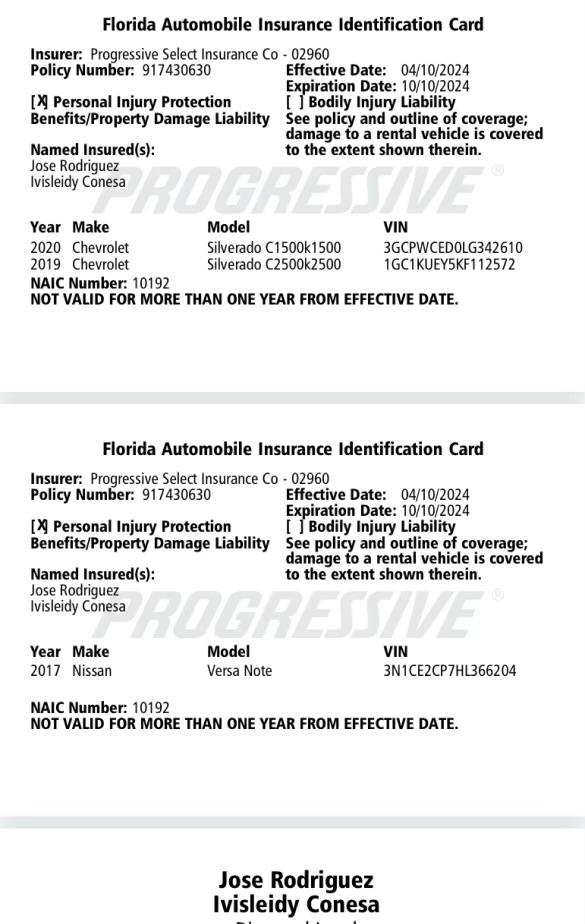 Florida Automobile Insurance Identification Card
Insurer: Progressive Select Insurance Co - 02960
Policy Number: 917430630 Effective Date: 04/10/2024
Expiration Date: 10/10/2024
[X] Personal Injury Protection [ ] Bodily Injury Liability
Benefits/Property Damage Liability See policy and outline of coverage;
damage to a rental vehicle is covered
Named Insured(s): to the extent shown therein.
Jose Rodriguez
Ivisleidy Conesa
PROGRESSIVE®
Year Make Model VIN
2020 Chevrolet Silverado C1500k1500 3GCPWCED0LG342610
2019 Chevrolet Silverado C2500k2500 1GC1KUEY5KF112572
NAIC Number: 10192
NOT VALID FOR MORE THAN ONE YEAR FROM EFFECTIVE DATE.
Florida Automobile Insurance Identification Card
Insurer: Progressive Select Insurance Co - 02960
Policy Number: 917430630 Effective Date: 04/10/2024
Expiration Date: 10/10/2024
[X] Personal Injury Protection [ ] Bodily Injury Liability
Benefits/Property Damage Liability See policy and outline of coverage;
damage to a rental vehicle is covered
Named Insured(s): to the extent shown therein.
Jose Rodriguez
Ivisleidy Conesa
PROGRESSIVE®
Year Make Model VIN
2017 Nissan Versa Note 3N1CE2CP7HL366204
NAIC Number: 10192
NOT VALID FOR MORE THAN ONE YEAR FROM EFFECTIVE DATE.
Jose Rodriguez
Ivisleidy Conesa